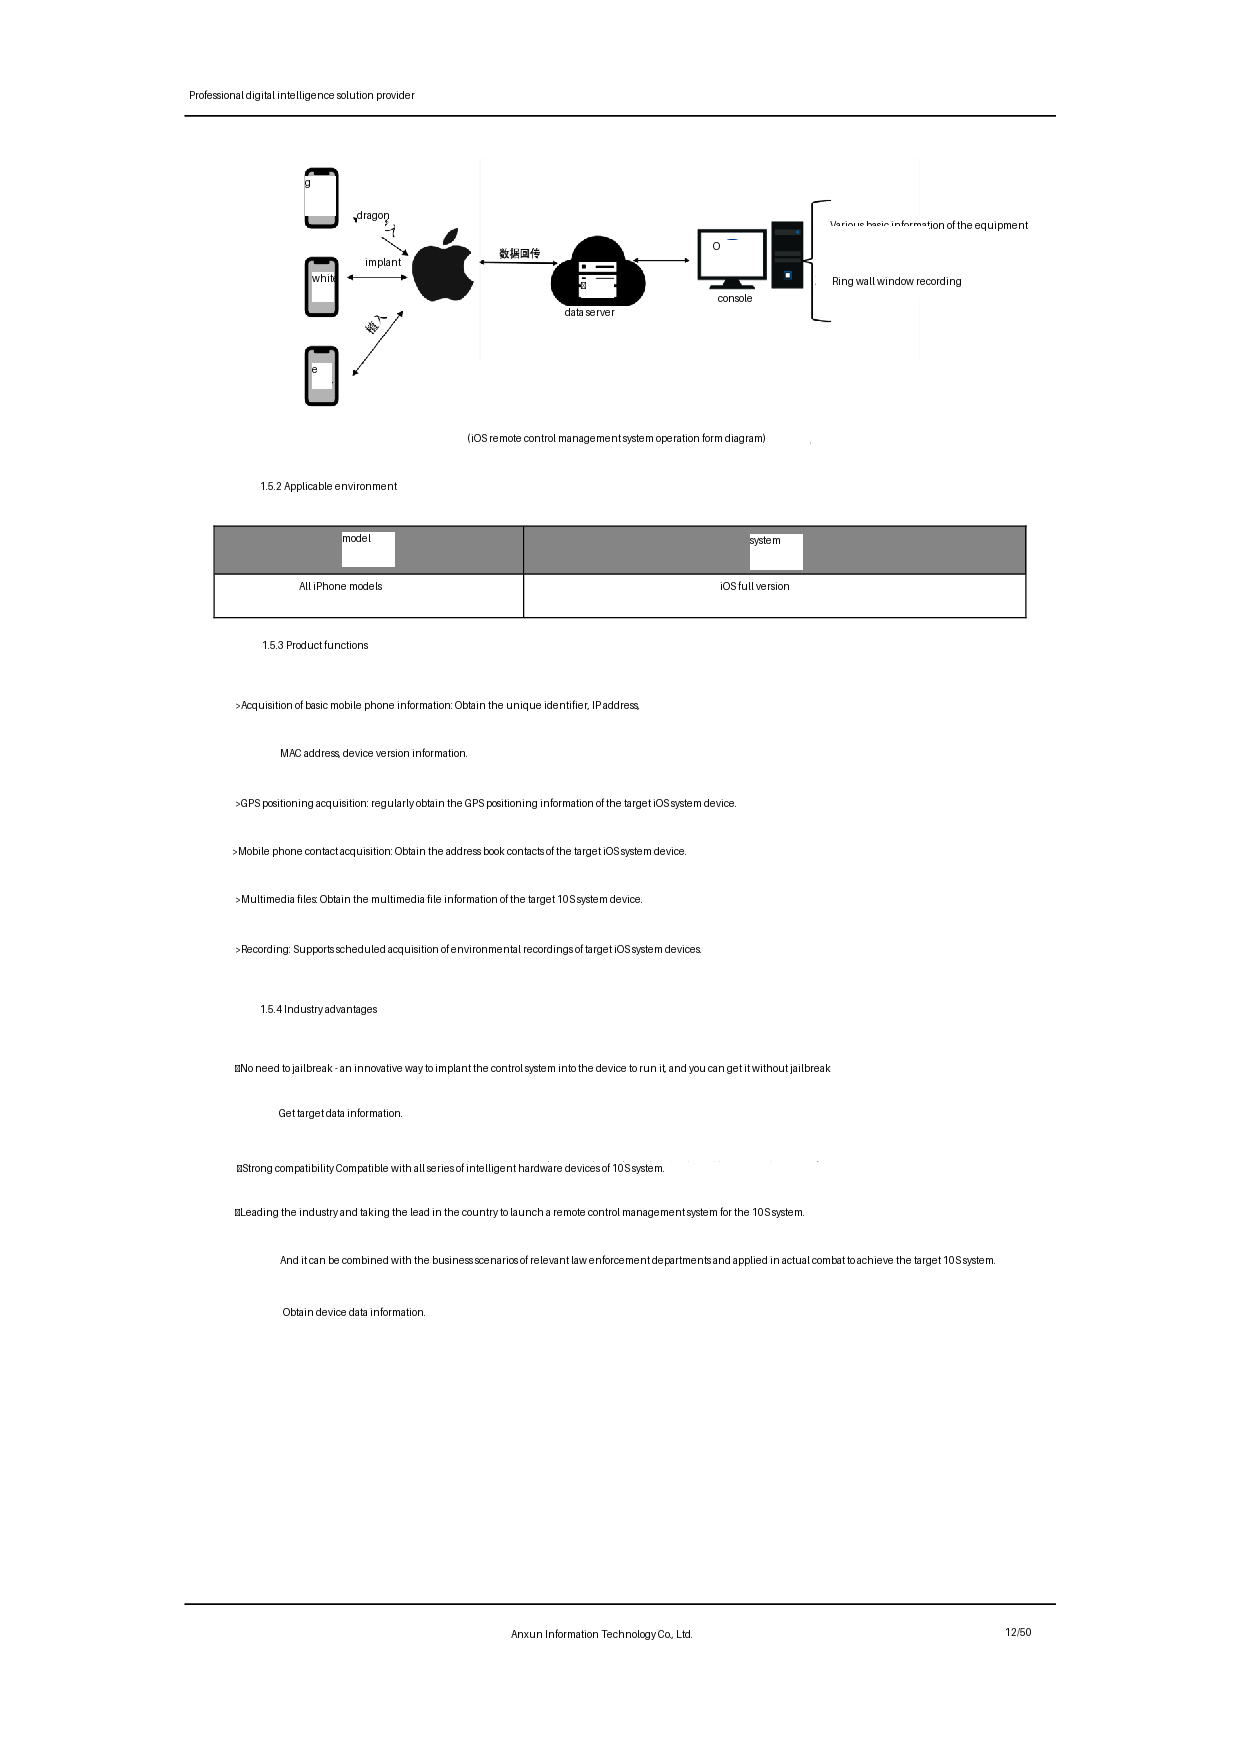 Professional digital intelligence solution provider
g
dragon
implant
white
植入
e
数据回传
data server
O
console
Various basic information of the equipment
Ring wall window recording
(iOS remote control management system operation form diagram)
1.5.2 Applicable environment
model
system
All iPhone models
iOS full version
1.5.3 Product functions
>Acquisition of basic mobile phone information: Obtain the unique identifier, IP address,
MAC address, device version information.
>GPS positioning acquisition: regularly obtain the GPS positioning information of the target iOS system device.
>Mobile phone contact acquisition: Obtain the address book contacts of the target iOS system device.
>Multimedia files: Obtain the multimedia file information of the target 10S system device.
>Recording: Supports scheduled acquisition of environmental recordings of target iOS system devices.
1.5.4 Industry advantages
No need to jailbreak - an innovative way to implant the control system into the device to run it, and you can get it without jailbreak
Get target data information.
Strong compatibility Compatible with all series of intelligent hardware devices of 10S system.
Leading the industry and taking the lead in the country to launch a remote control management system for the 10S system.
And it can be combined with the business scenarios of relevant law enforcement departments and applied in actual combat to achieve the target 10S system.
Obtain device data information.
Anxun Information Technology Co., Ltd.
12/50